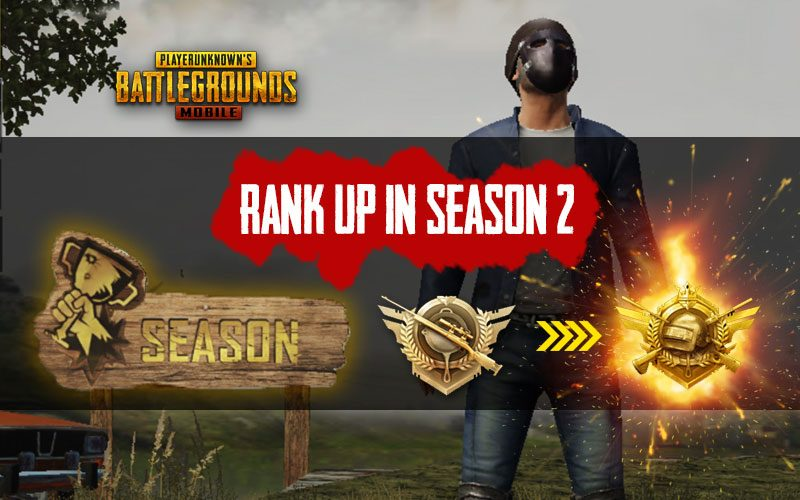 PLAYERUNKNOWN'S
BATTLEGROUNDS
MOBILE
RANK UP IN SEASON 2
SEASON